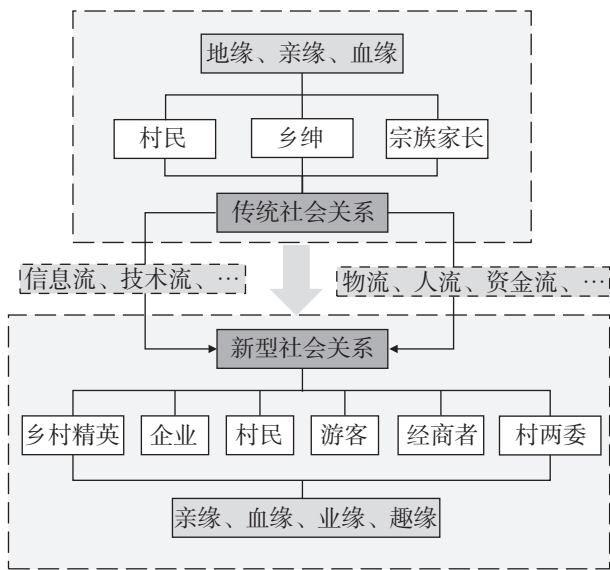 地缘、亲缘、血缘
村民
乡绅
宗族家长
传统社会关系
信息流、技术流、…
物流、人流、资金流、…
新型社会关系
乡村精英
企业
村民
游客
经商者
村两委
亲缘、血缘、业缘、趣缘